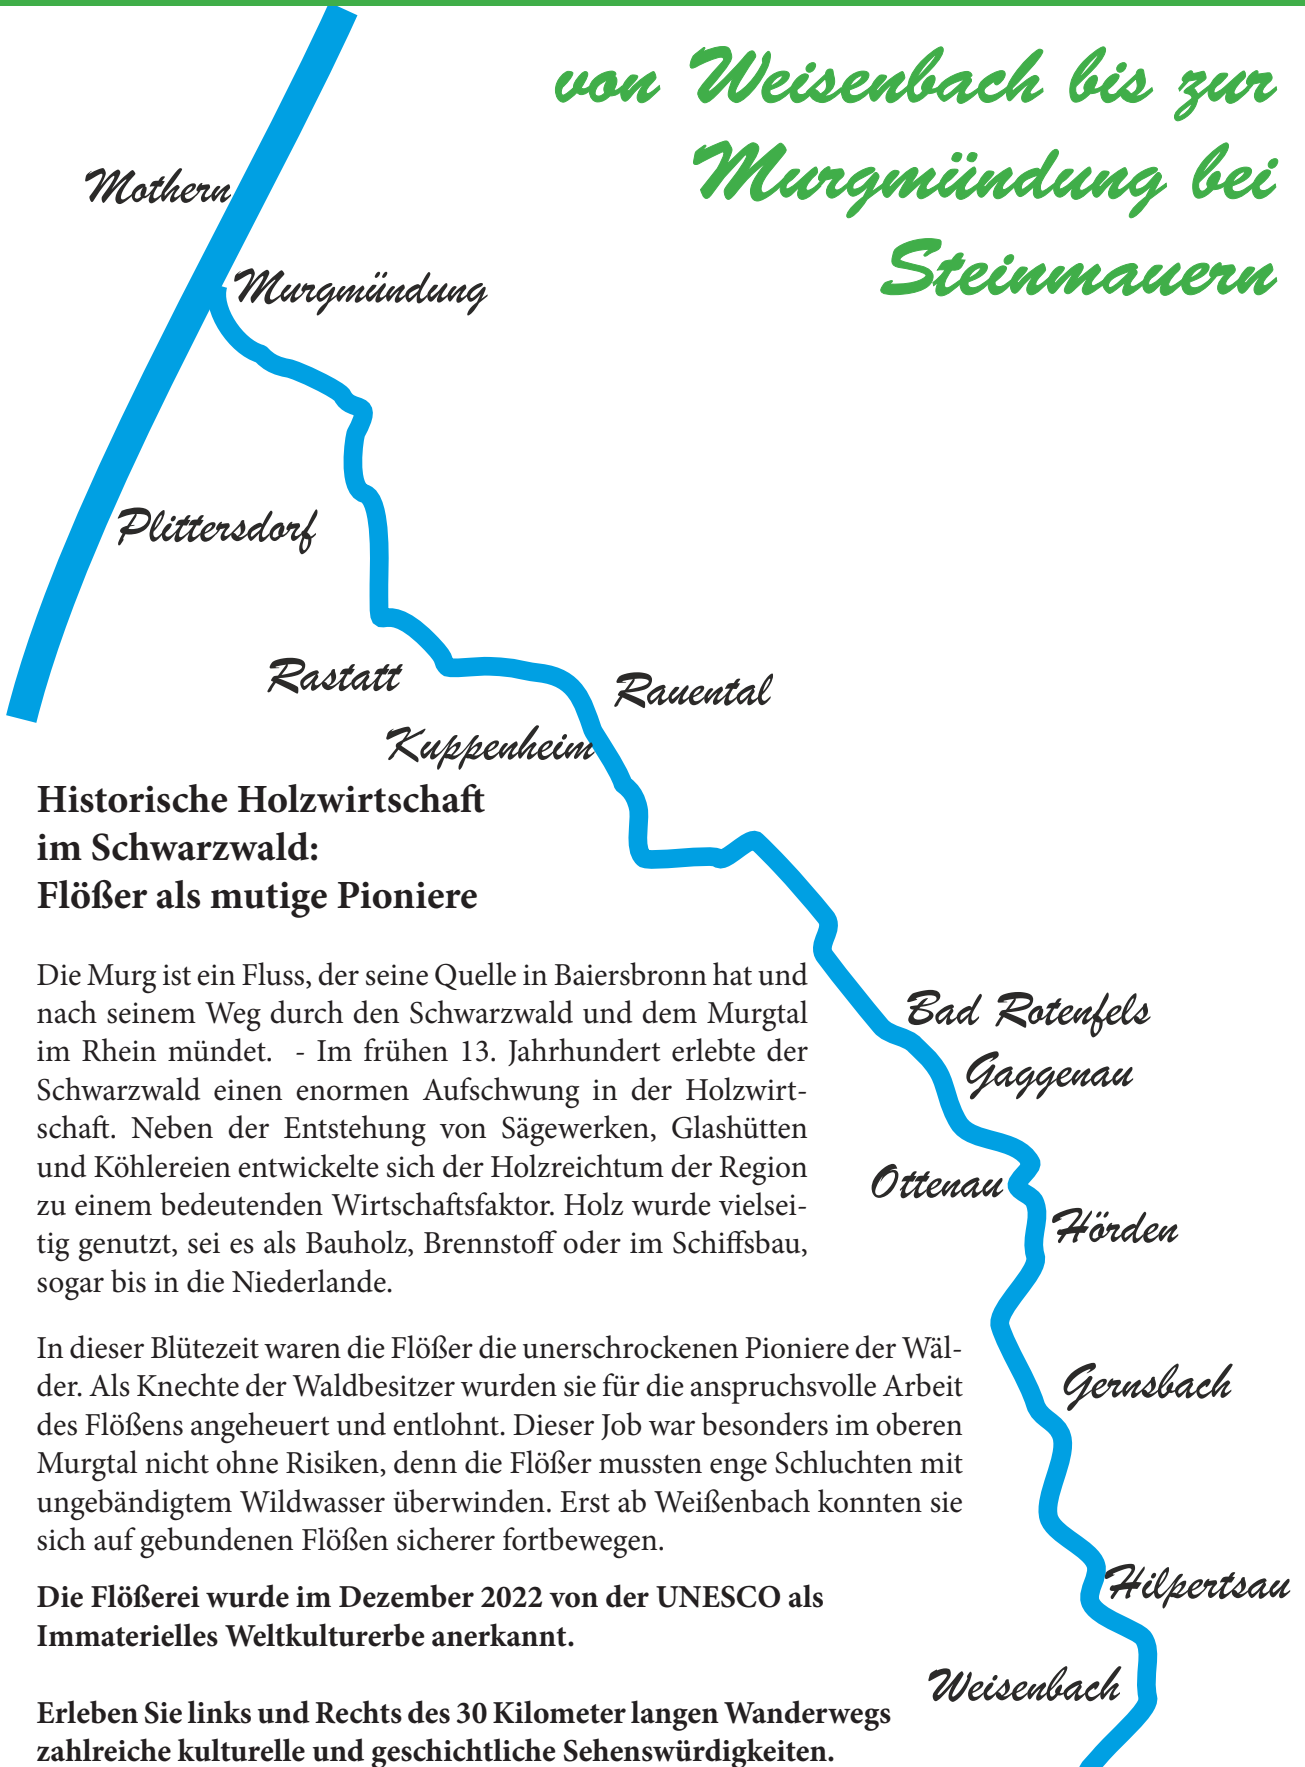 von Weisenbach bis zur
Murgmündung bei
Steinmauern
Mothern
Murgmündung
Plittersdorf
Rastatt
Rauental
Kuppenheim
Historische Holzwirtschaft
im Schwarzwald:
Flößer als mutige Pioniere
Die Murg ist ein Fluss, der seine Quelle in Baiersbronn hat und
nach seinem Weg durch den Schwarzwald und dem Murgtal
im Rhein mündet.  - Im frühen 13. Jahrhundert erlebte der
Schwarzwald einen enormen Aufschwung in der Holzwirt-
schaft. Neben der Entstehung von Sägewerken, Glashütten
und Köhlereien entwickelte sich der Holzreichtum der Region
zu einem bedeutenden Wirtschaftsfaktor. Holz wurde vielsei-
tig genutzt, sei es als Bauholz, Brennstoff oder im Schiffsbau,
sogar bis in die Niederlande.
Bad Rotenfels
Gaggenau
Ottenau
Hörden
In dieser Blütezeit waren die Flößer die unerschrockenen Pioniere der Wäl-
der. Als Knechte der Waldbesitzer wurden sie für die anspruchsvolle Arbeit
des Flößens angeheuert und entlohnt. Dieser Job war besonders im oberen
Murgtal nicht ohne Risiken, denn die Flößer mussten enge Schluchten mit
ungebändigtem Wildwasser überwinden. Erst ab Weißenbach konnten sie
sich auf gebundenen Flößen sicherer fortbewegen.
Gernsbach
Die Flößerei wurde im Dezember 2022 von der UNESCO als
Immaterielles Weltkulturerbe anerkannt.
Hilpertsau
Weisenbach
Erleben Sie links und Rechts des 30 Kilometer langen Wanderwegs
zahlreiche kulturelle und geschichtliche Sehenswürdigkeiten.